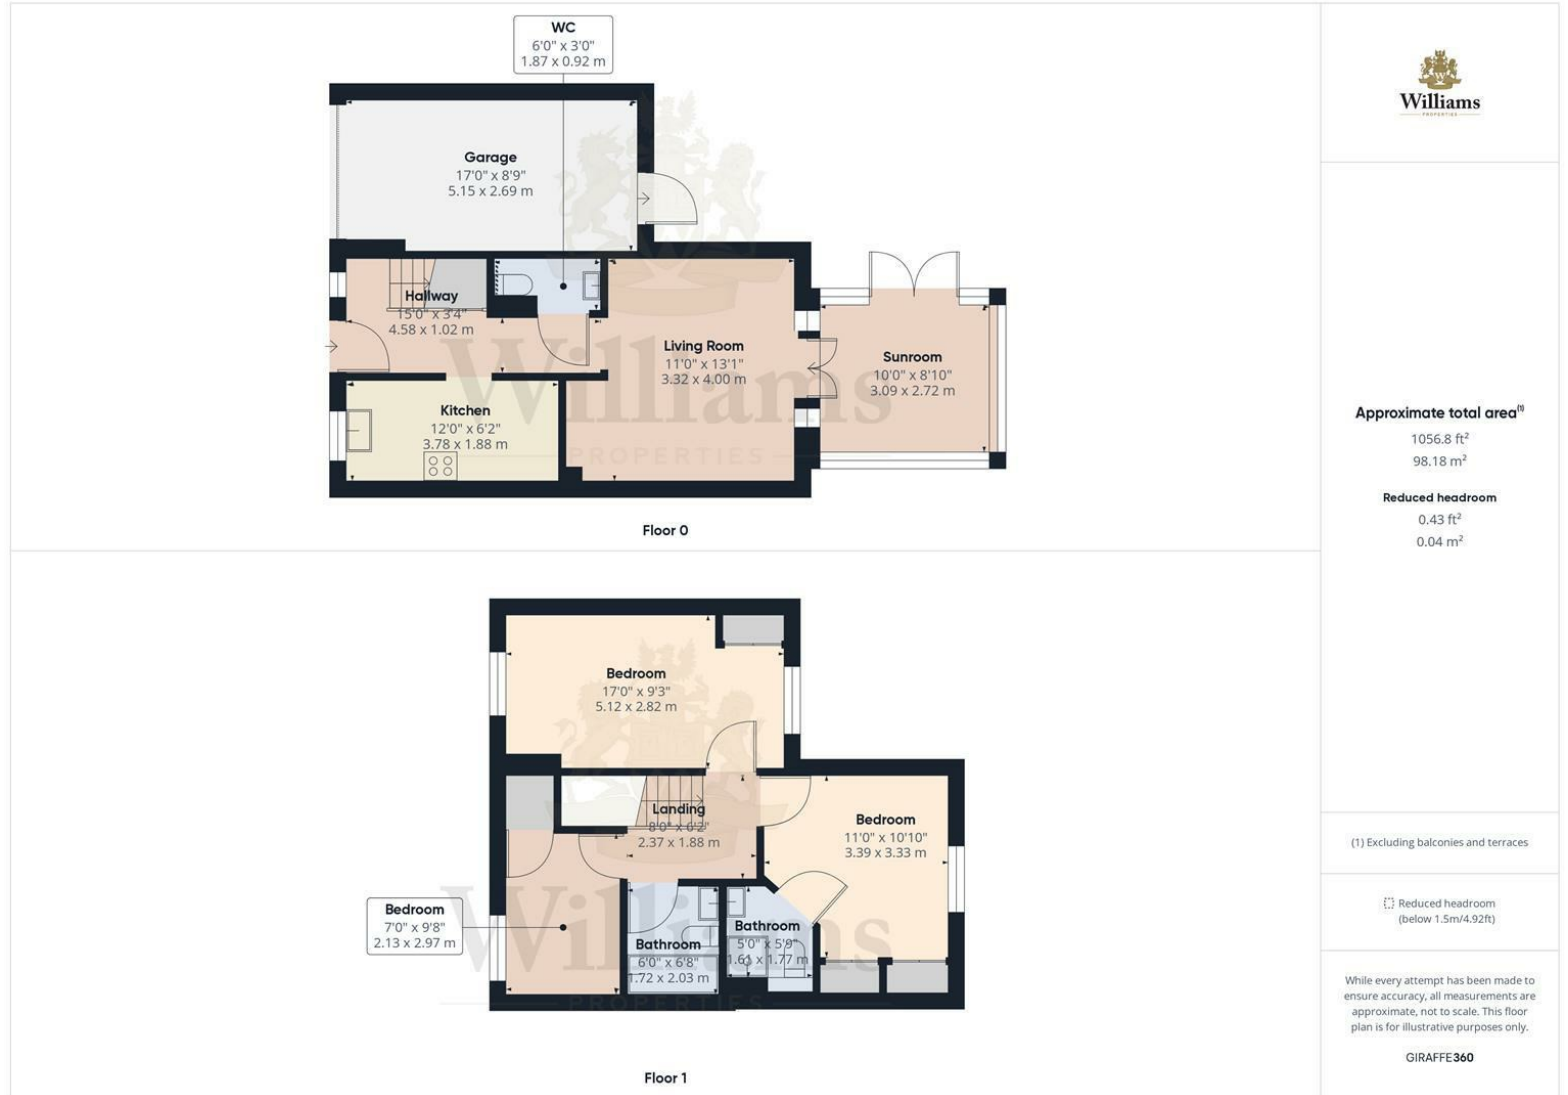 WC
6'0" x 3'0"
1.87 x 0.92 m
Garage
17'0" x 8'9"
5.15 x 2.69 m
Hallway
15'0" x 3'4"
4.58 x 1.02 m
Living Room
11'0" x 13'1"
3.32 x 4.00 m
Sunroom
10'0" x 8'10"
3.09 x 2.72 m
Kitchen
12'0" x 6'2"
3.78 x 1.88 m
Williams
PROPERTIES
Floor 0
Bedroom
17'0" x 9'3"
5.12 x 2.82 m
Landing
8'0" x 6'2"
2.37 x 1.88 m
Bedroom
11'0" x 10'10"
3.39 x 3.33 m
Bedroom
7'0" x 9'8"
2.13 x 2.97 m
Bathroom
6'0" x 6'8"
1.72 x 2.03 m
Bathroom
5'0" x 5'9"
1.61 x 1.77 m
Williams
PROPERTIES
Floor 1
W
Williams
PROPERTIES
Approximate total area(1)
1056.8 ft²
98.18 m²
Reduced headroom
0.43 ft²
0.04 m²
(1) Excluding balconies and terraces
Reduced headroom
(below 1.5m/4.92ft)
While every attempt has been made to
ensure accuracy, all measurements are
approximate, not to scale. This floor
plan is for illustrative purposes only.
GIRAFFE360